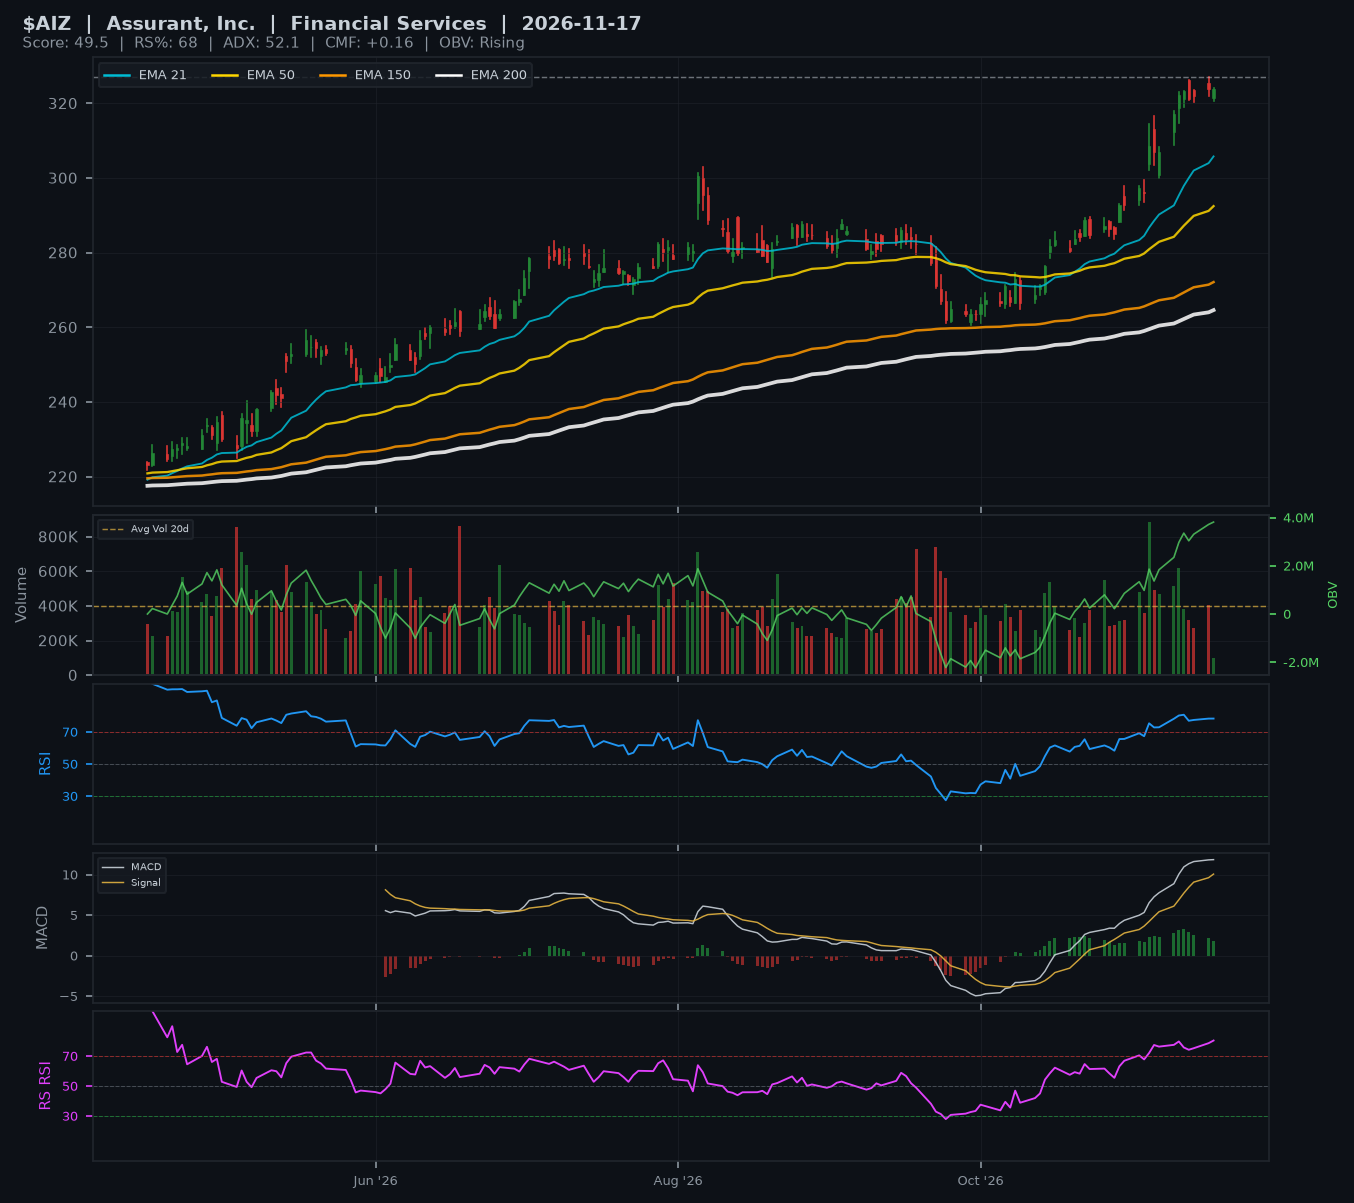 $AIZ | Assurant, Inc. | Financial Services | 2026-11-17
Score: 49.5 | RS%: 68 | ADX: 52.1 | CMF: +0.16 | OBV: Rising
EMA 21 EMA 50 EMA 150 EMA 200
320
300
280
260
240
220
Avg Vol 20d
800K
600K
400K
200K
0
Volume
4.0M
2.0M
0
-2.0M
OBV
70
50
30
RSI
MACD
Signal
10
5
0
−5
MACD
70
50
30
RS RSI
Jun '26 Aug '26 Oct '26